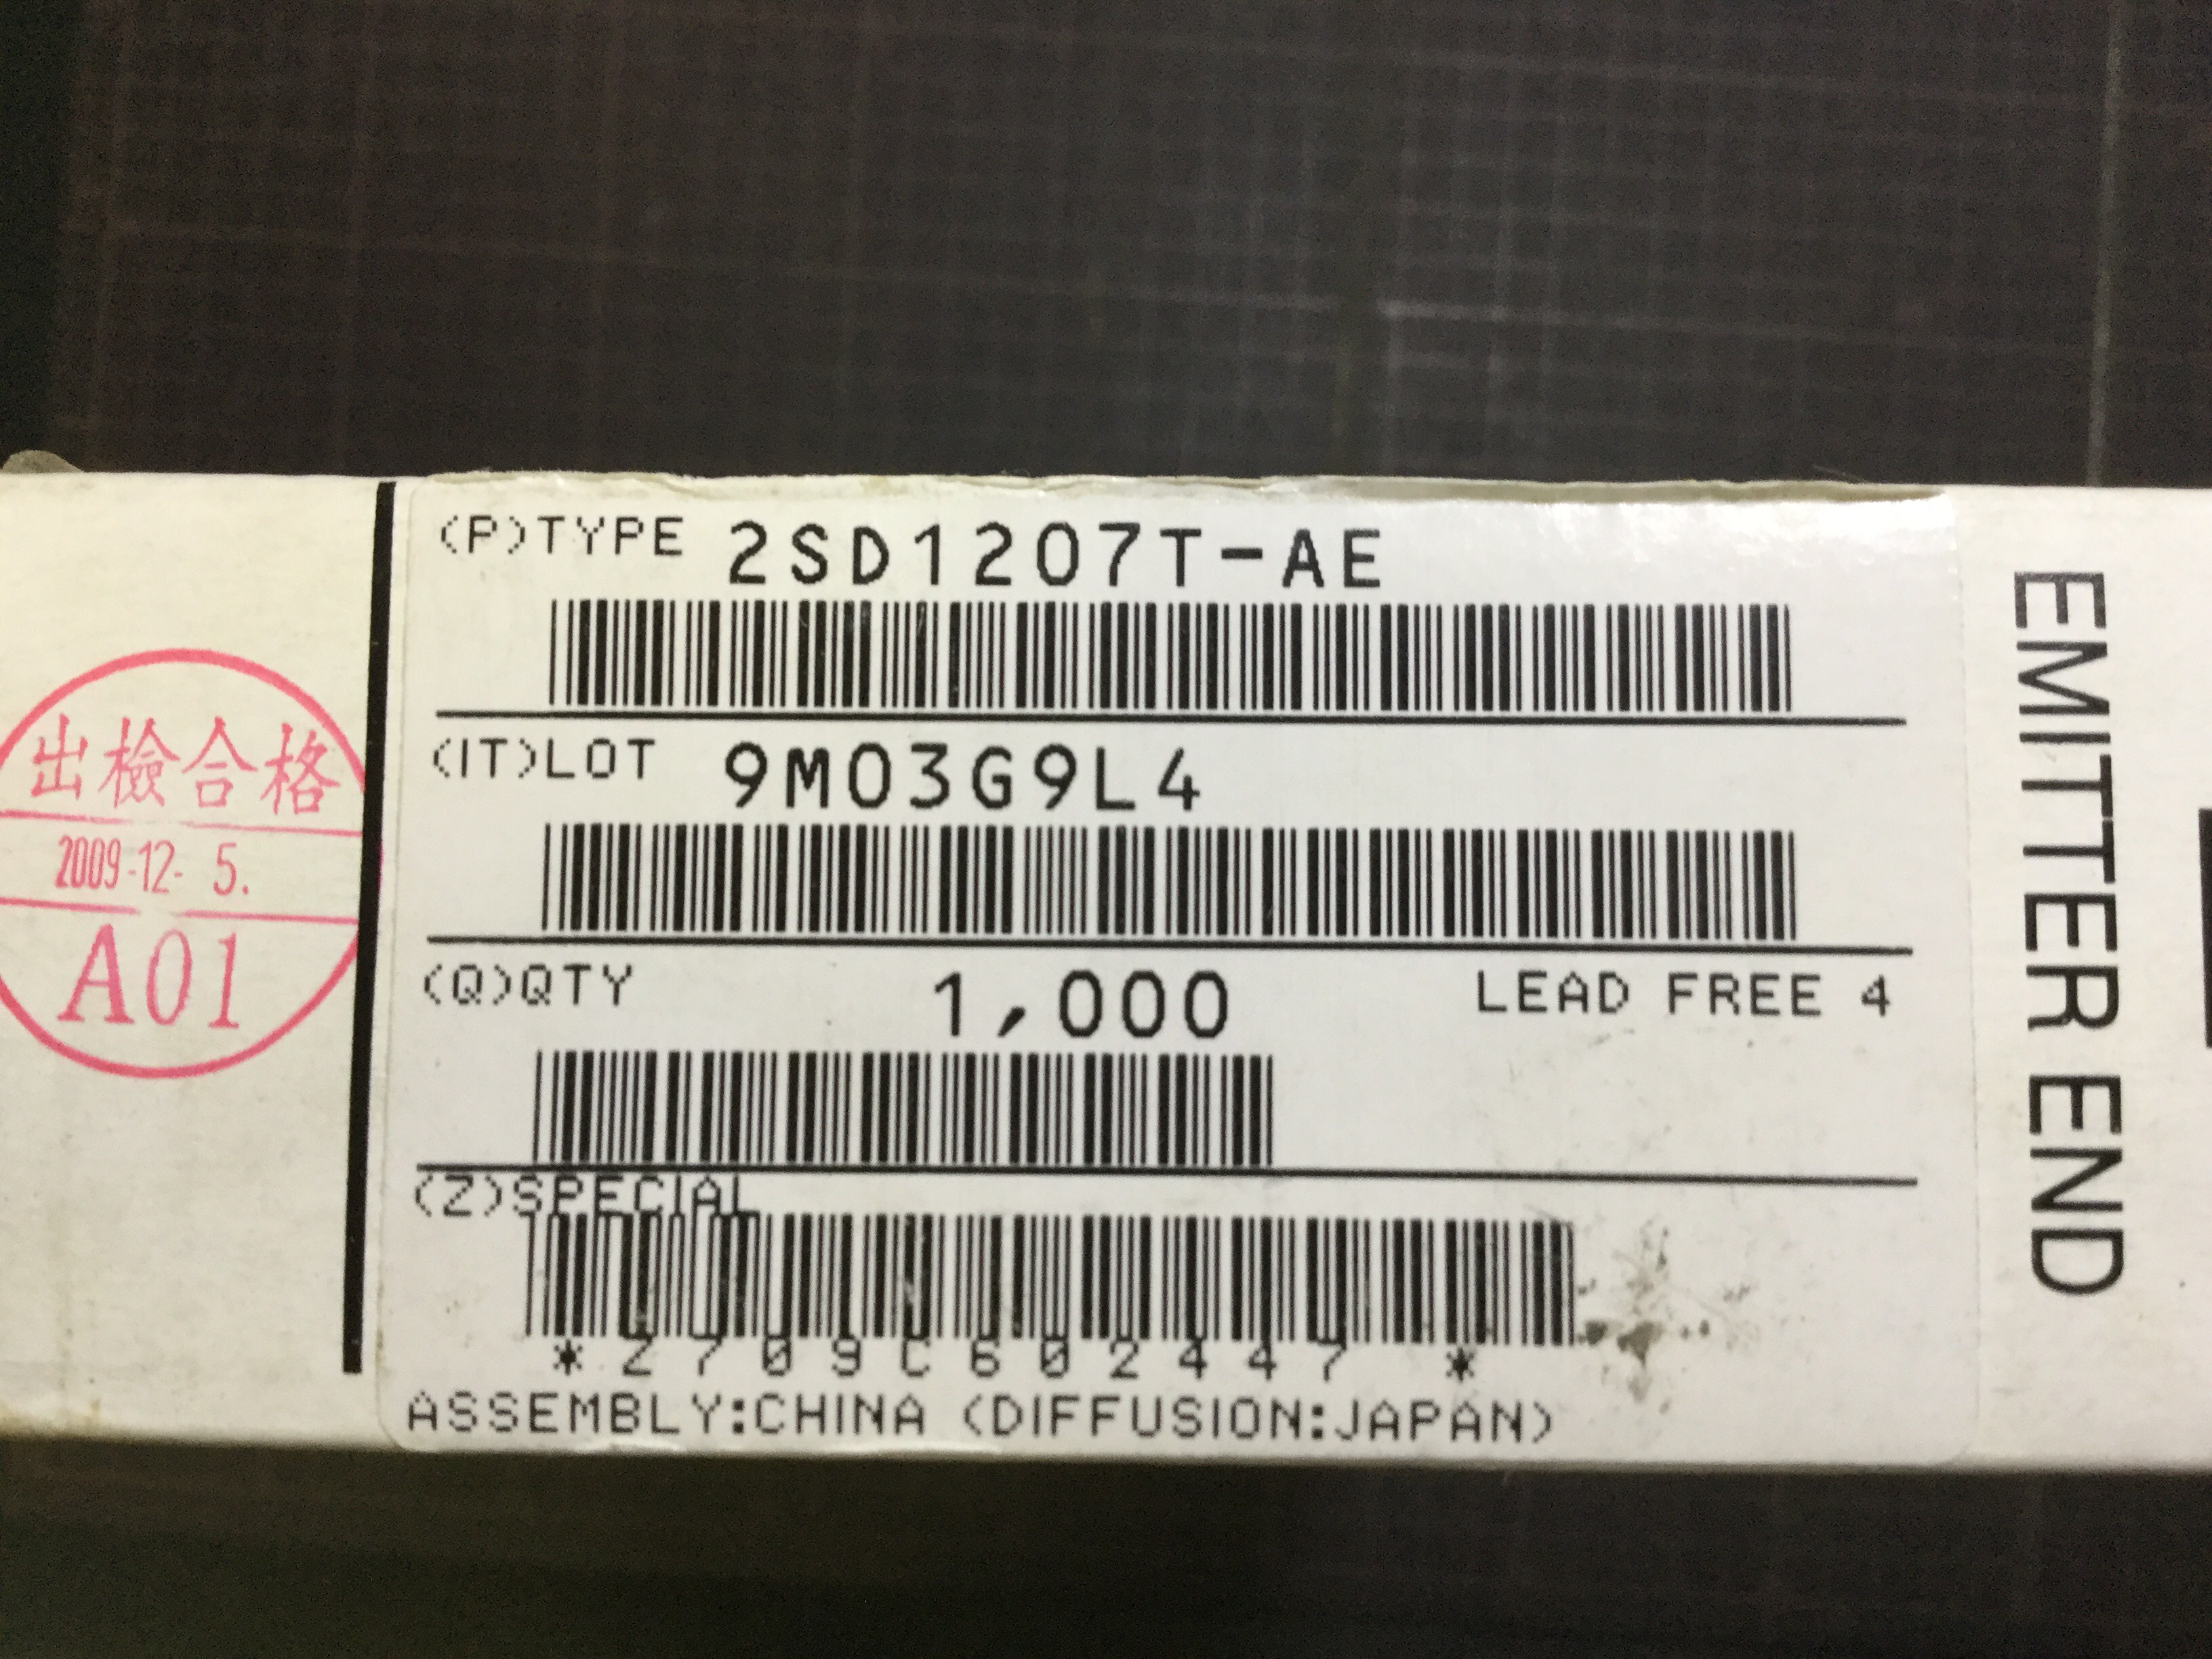 (P)TYPE 2SD1207T-AE
(IT)LOT 9M03G9L4
(Q)QTY 1,000 LEAD FREE 4
(Z)SPECIAL
*Z709C602447 *
ASSEMBLY:CHINA (DIFFUSION:JAPAN)
出檢合格
2009-12- 5.
A01
EMITTER END